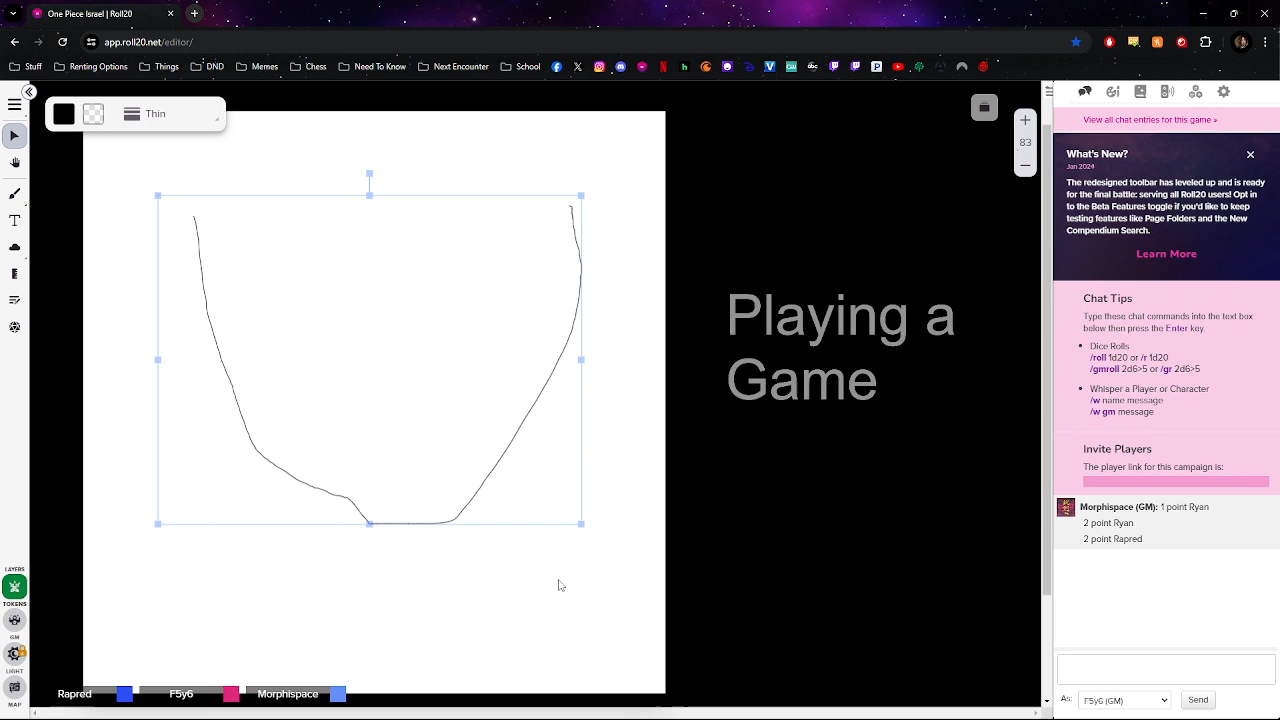 One Piece Israel | Roll20
app.roll20.net/editor/
Stuff Renting Options Things DND Memes Chess Need To Know Next Encounter School
Thin
83
Playing a
Game
LAYERS
TOKENS
GM
LIGHT
MAP
Rapred F5y6 Morphispace
View all chat entries for this game »
What's New?
Jan 2024
The redesigned toolbar has leveled up and is ready
for the final battle: serving all Roll20 users! Opt in
to the Beta Features toggle if you'd like to keep
testing features like Page Folders and the New
Compendium Search.
Learn More
Chat Tips
Type these chat commands into the text box
below then press the Enter key.
• Dice Rolls
/roll 1d20 or /r 1d20
/gmroll 2d6>5 or /gr 2d6>5
• Whisper a Player or Character
/w name message
/w gm message
Invite Players
The player link for this campaign is:
Morphispace (GM): 1 point Ryan
2 point Ryan
2 point Rapred
As: F5y6 (GM) Send